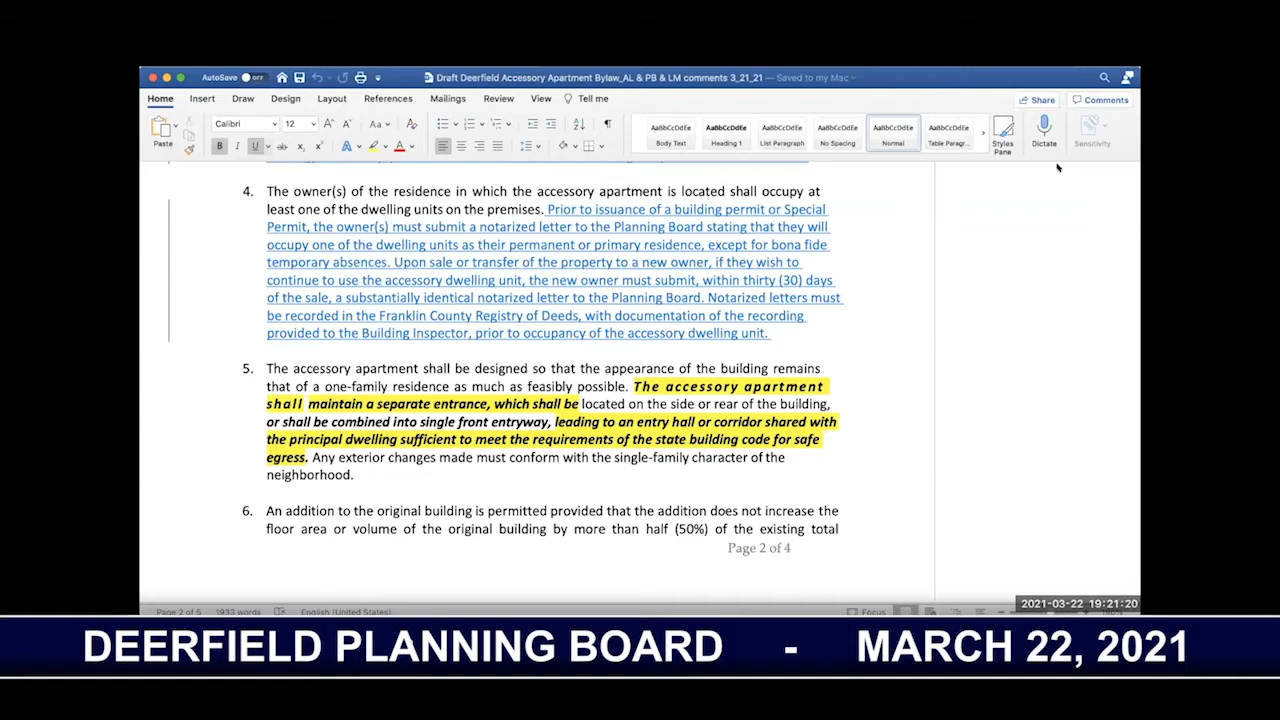 AutoSave OFF
Draft Deerfield Accessory Apartment Bylaw_AL & PB & LM comments 3_21_21 — Saved to my Mac
Home Insert Draw Design Layout References Mailings Review View Tell me
Share Comments
Paste
Calibri 12
AaBbCcDdEe AaBbCcDdEe AaBbCcDdEe AaBbCcDdEe AaBbCcDdEe AaBbCcDdEe
Body Text Heading 1 List Paragraph No Spacing Normal Table Paragr...
Styles Pane
Dictate
Sensitivity
4. The owner(s) of the residence in which the accessory apartment is located shall occupy at
least one of the dwelling units on the premises. Prior to issuance of a building permit or Special
Permit, the owner(s) must submit a notarized letter to the Planning Board stating that they will
occupy one of the dwelling units as their permanent or primary residence, except for bona fide
temporary absences. Upon sale or transfer of the property to a new owner, if they wish to
continue to use the accessory dwelling unit, the new owner must submit, within thirty (30) days
of the sale, a substantially identical notarized letter to the Planning Board. Notarized letters must
be recorded in the Franklin County Registry of Deeds, with documentation of the recording
provided to the Building Inspector, prior to occupancy of the accessory dwelling unit.
5. The accessory apartment shall be designed so that the appearance of the building remains
that of a one-family residence as much as feasibly possible. The accessory apartment
shall maintain a separate entrance, which shall be located on the side or rear of the building,
or shall be combined into single front entryway, leading to an entry hall or corridor shared with
the principal dwelling sufficient to meet the requirements of the state building code for safe
egress. Any exterior changes made must conform with the single-family character of the
neighborhood.
6. An addition to the original building is permitted provided that the addition does not increase the
floor area or volume of the original building by more than half (50%) of the existing total
Page 2 of 4
Page 2 of 5 1933 words English (United States) Focus
2021-03-22 19:21:20
DEERFIELD PLANNING BOARD - MARCH 22, 2021